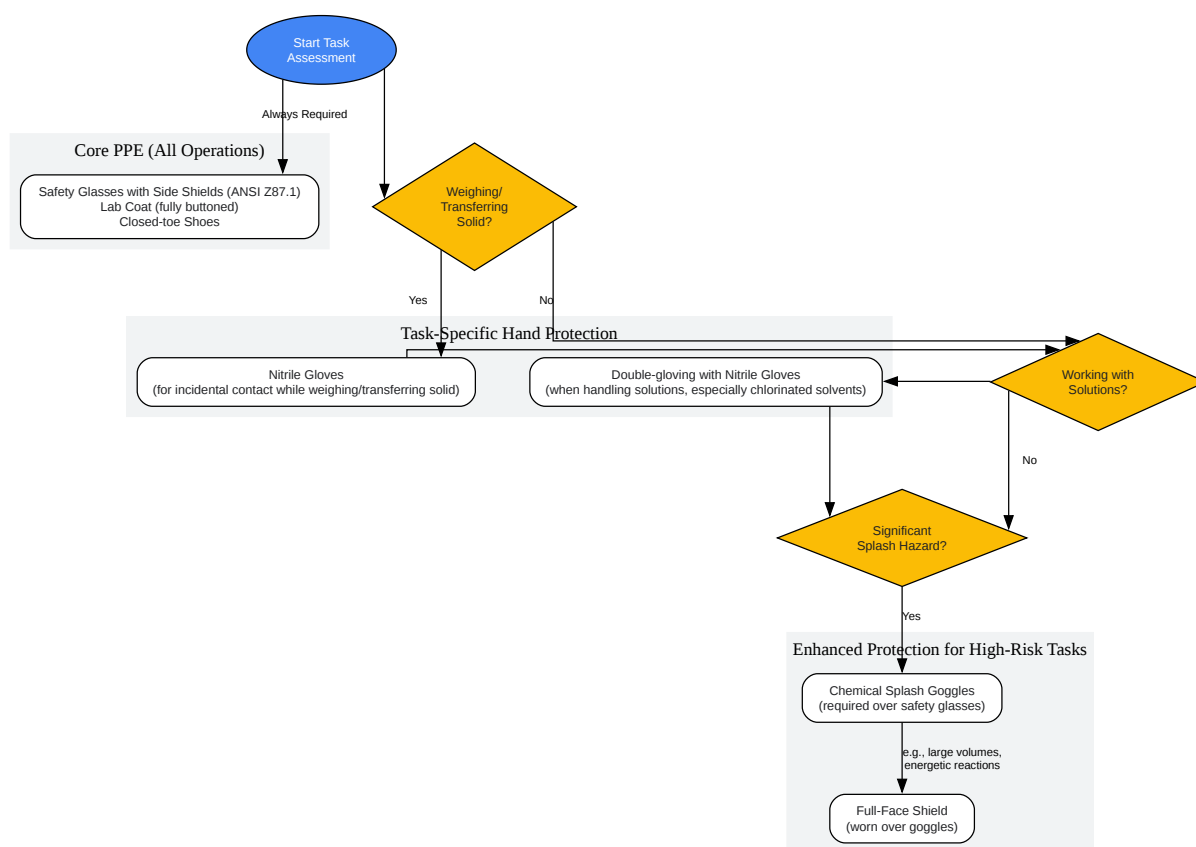 Start Task
Assessment
Always Required
Core PPE (All Operations)
Safety Glasses with Side Shields (ANSI Z87.1)
Lab Coat (fully buttoned)
Closed-toe Shoes
Weighing/
Transferring
Solid?
Yes
No
Task-Specific Hand Protection
Nitrile Gloves
(for incidental contact while weighing/transferring solid)
Double-gloving with Nitrile Gloves
(when handling solutions, especially chlorinated solvents)
Working with
Solutions?
No
Significant
Splash Hazard?
Yes
Enhanced Protection for High-Risk Tasks
Chemical Splash Goggles
(required over safety glasses)
e.g., large volumes,
energetic reactions
Full-Face Shield
(worn over goggles)